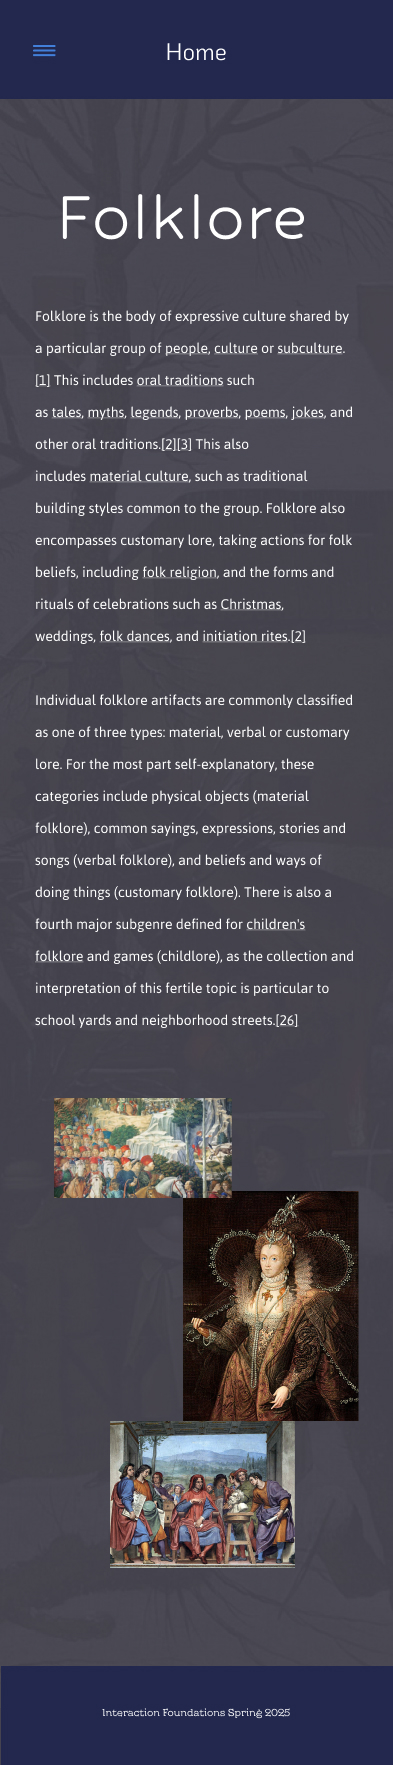 Home
Folklore
Folklore is the body of expressive culture shared by
a particular group of people, culture or subculture.
[1] This includes oral traditions such
as tales, myths, legends, proverbs, poems, jokes, and
other oral traditions.[2][3] This also
includes material culture, such as traditional
building styles common to the group. Folklore also
encompasses customary lore, taking actions for folk
beliefs, including folk religion, and the forms and
rituals of celebrations such as Christmas,
weddings, folk dances, and initiation rites.[2]
Individual folklore artifacts are commonly classified
as one of three types: material, verbal or customary
lore. For the most part self-explanatory, these
categories include physical objects (material
folklore), common sayings, expressions, stories and
songs (verbal folklore), and beliefs and ways of
doing things (customary folklore). There is also a
fourth major subgenre defined for children's
folklore and games (childlore), as the collection and
interpretation of this fertile topic is particular to
school yards and neighborhood streets.[26]
Interaction Foundations Spring 2025